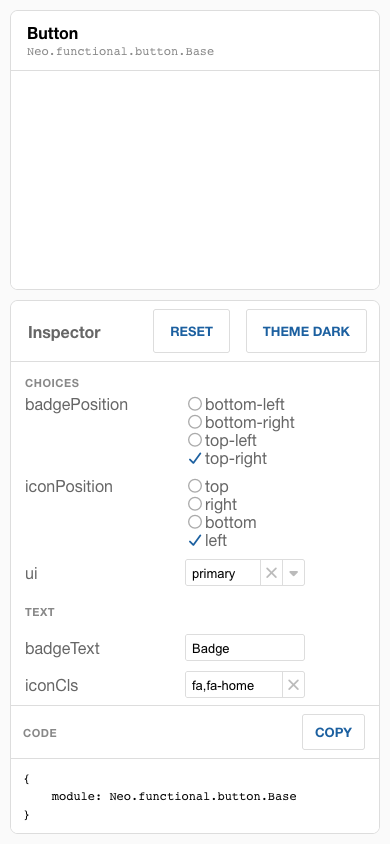 Button
Neo.functional.button.Base
Inspector
RESET
THEME DARK
CHOICES
badgePosition
bottom-left
bottom-right
top-left
top-right
iconPosition
top
right
bottom
left
ui
primary
TEXT
badgeText
Badge
iconCls
fa,fa-home
CODE
COPY
{
    module: Neo.functional.button.Base
}